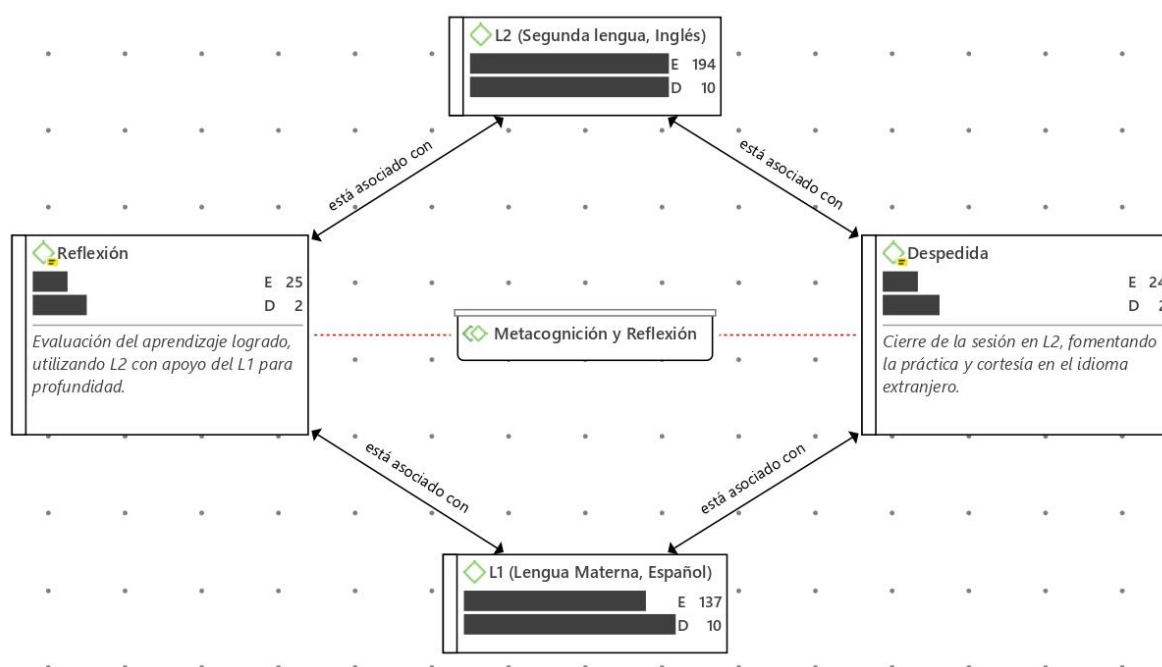 L2 (Segunda lengua, Inglés)
E 194
D 10
está asociado con
está asociado con
Reflexión
E 25
D 2
Evaluación del aprendizaje logrado,
utilizando L2 con apoyo del L1 para
profundidad.
Metacognición y Reflexión
Despedida
E 24
D 2
Cierre de la sesión en L2, fomentando
la práctica y cortesía en el idioma
extranjero.
está asociado con
está asociado con
L1 (Lengua Materna, Español)
E 137
D 10